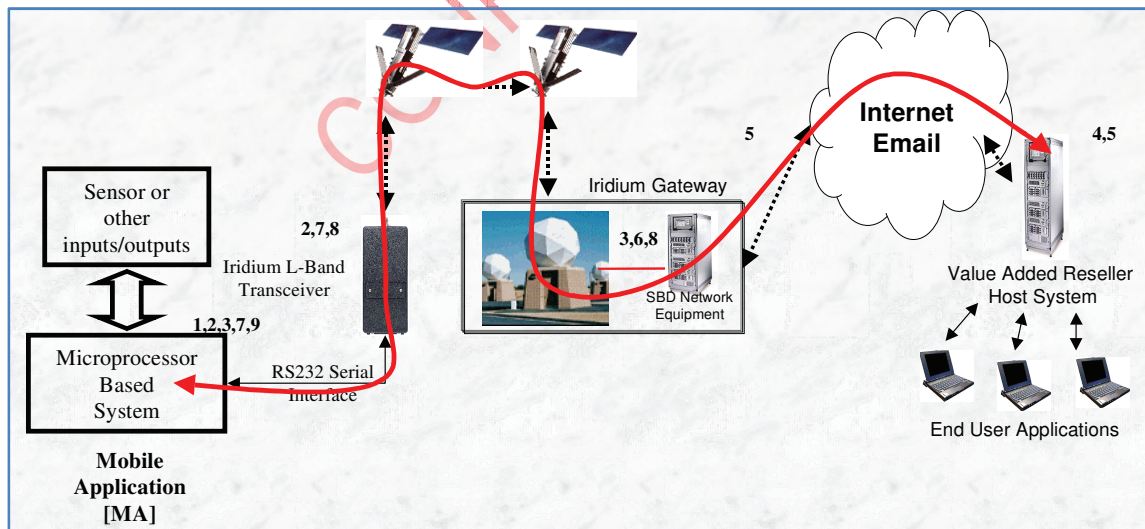 Internet
Email
5
4,5
Iridium Gateway
Sensor or
other
inputs/outputs
2,7,8
3,6,8
Iridium L-Band
Transceiver
SBD Network
Equipment
Value Added Reseller
Host System
1,2,3,7,9
Microprocessor
Based
System
RS232 Serial
Interface
End User Applications
Mobile
Application
[MA]